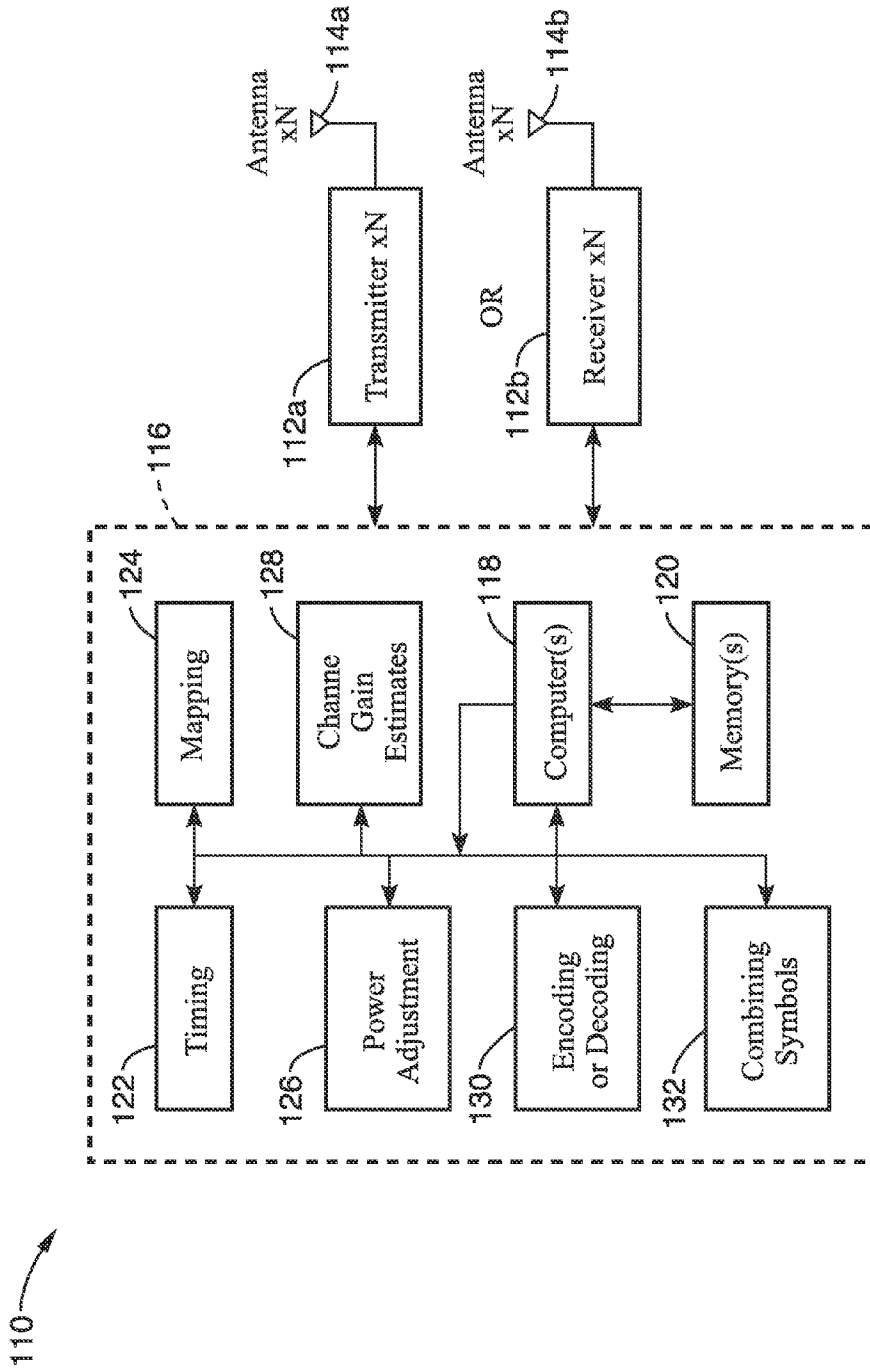 110
116
122
Timing
124
Mapping
126
Power
Adjustment
128
Channe
Gain
Estimates
130
Encoding
or Decoding
118
Computer(s)
132
Combining
Symbols
120
Memory(s)
112a
Transmitter xN
Antenna
xN
114a
OR
112b
Receiver xN
Antenna
xN
114b